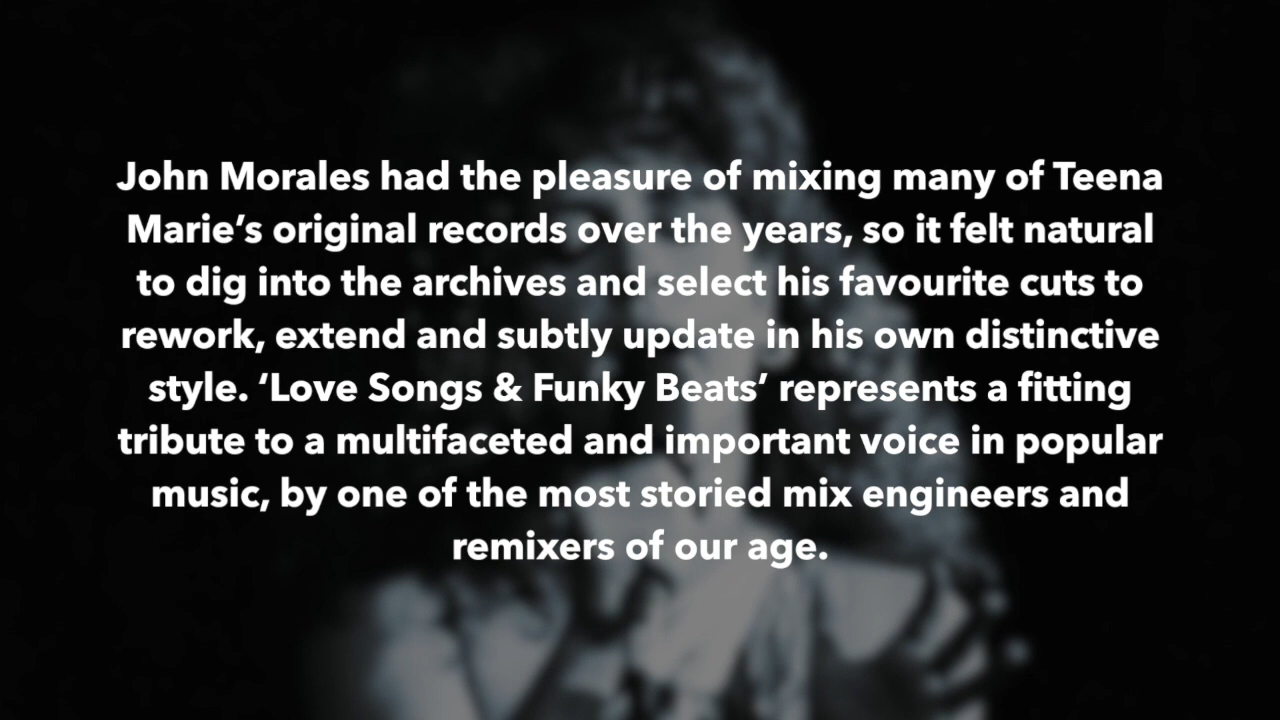 John Morales had the pleasure of mixing many of Teena
Marie’s original records over the years, so it felt natural
to dig into the archives and select his favourite cuts to
rework, extend and subtly update in his own distinctive
style. ‘Love Songs & Funky Beats’ represents a fitting
tribute to a multifaceted and important voice in popular
music, by one of the most storied mix engineers and
remixers of our age.